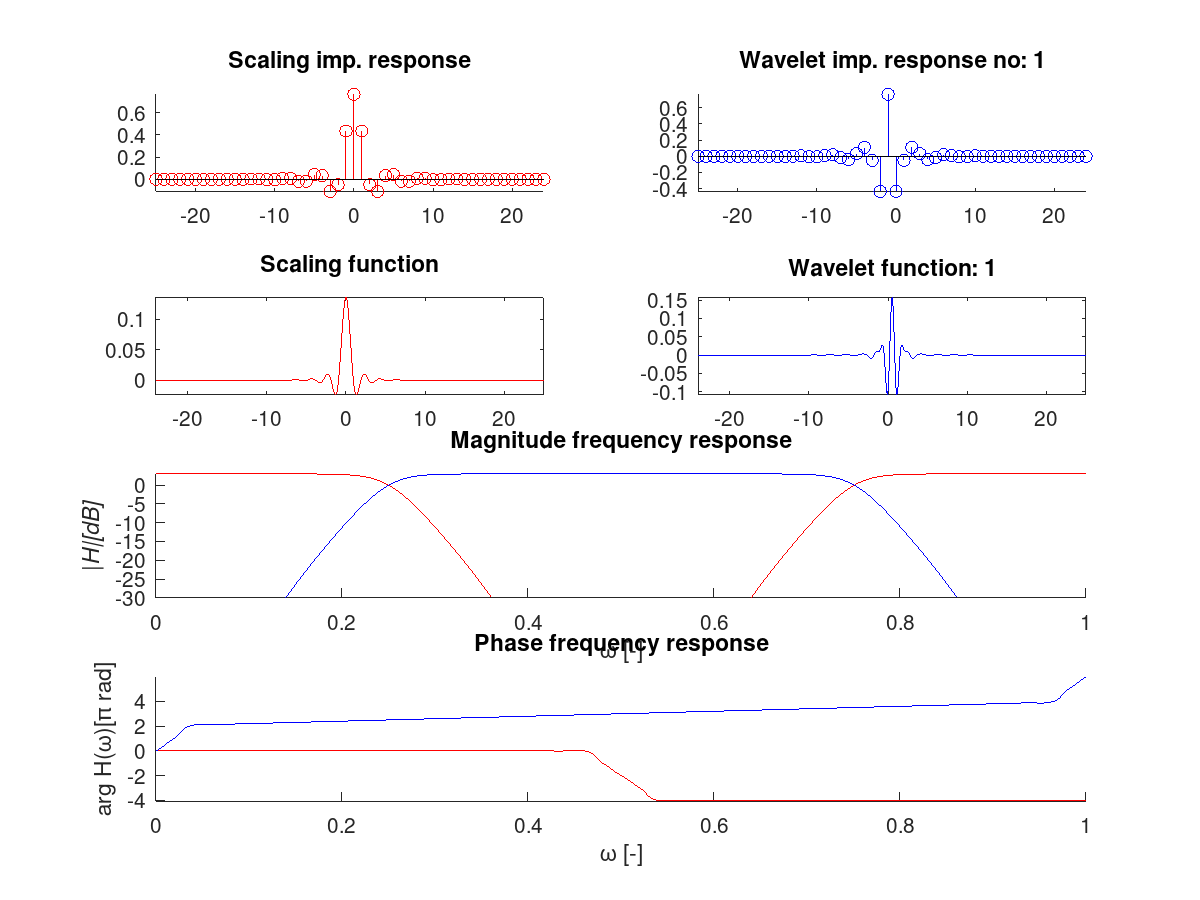 Scaling imp. response
0.6
0.4
0.2
0
-20 -10 0 10 20
Wavelet imp. response no: 1
0.6
0.4
0.2
0
-0.2
-0.4
-20 -10 0 10 20
Scaling function
0.1
0.05
0
-20 -10 0 10 20
Wavelet function: 1
0.15
0.1
0.05
0
-0.05
-0.1
-20 -10 0 10 20
Magnitude frequency response
|H|[dB]
0
-5
-10
-15
-20
-25
-30
0 0.2 0.4 0.6 0.8 1
ω [-]
Phase frequency response
arg H(ω)[π rad]
4
2
0
-2
-4
0 0.2 0.4 0.6 0.8 1
ω [-]